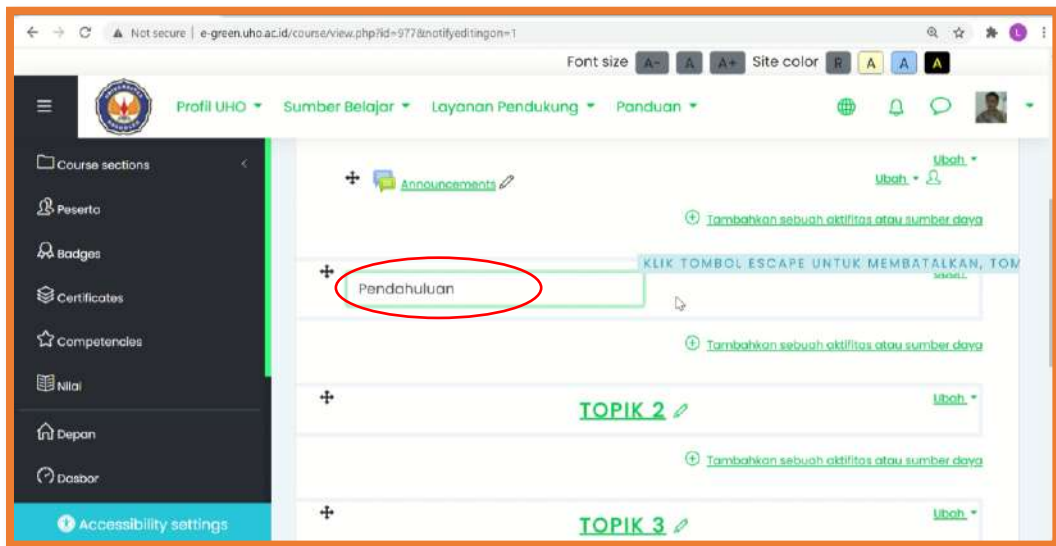 Not secure | e-green.uho.ac.id/course/view.php?id=977&notifyeditingon=1
L
Font size A- A A+ Site color R A A A
Profil UHO Sumber Belajar Layanan Pendukung Panduan
Course sections
Peserta
Badges
Certificates
Competencies
Nilai
Depan
Dasbor
Accessibility settings
Ubah
Announcements
Ubah
Tambahkan sebuah aktifitas atau sumber daya
KLIK TOMBOL ESCAPE UNTUK MEMBATALKAN, TOM
Pendahuluan
Tambahkan sebuah aktifitas atau sumber daya
TOPIK 2
Ubah
Tambahkan sebuah aktifitas atau sumber daya
TOPIK 3
Ubah